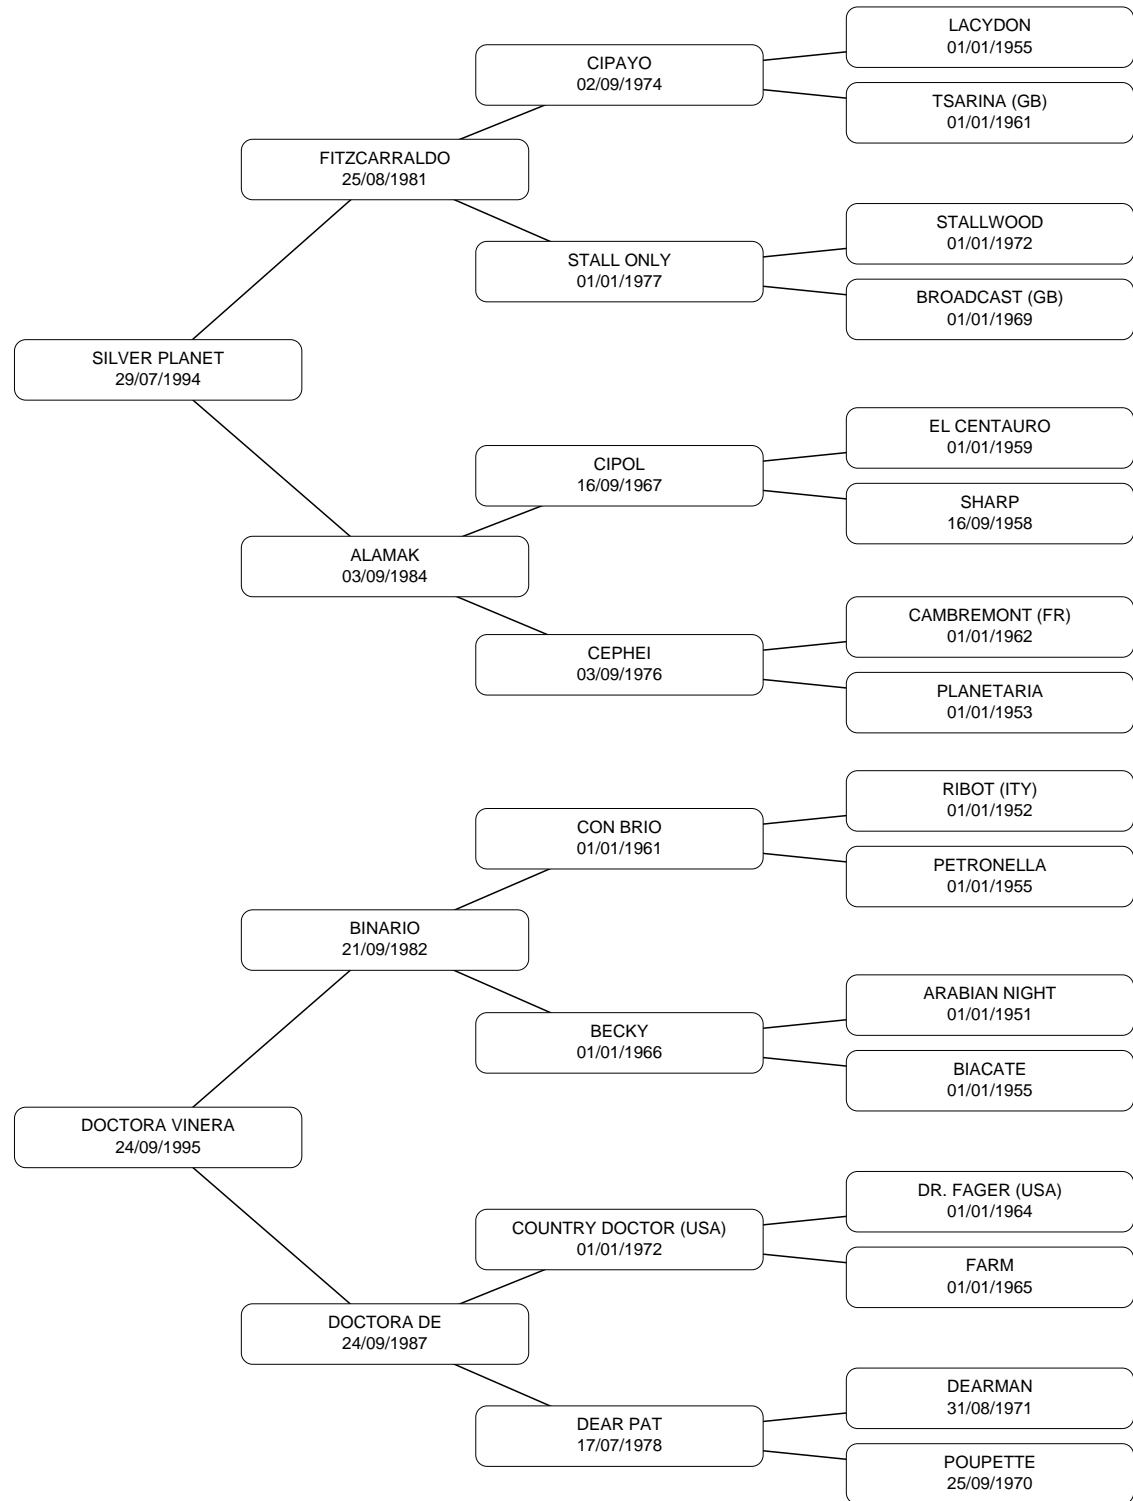 LACYDON
01/01/1955
CIPAYO
02/09/1974
TSARINA (GB)
01/01/1961
FITZCARRALDO
25/08/1981
STALLWOOD
01/01/1972
STALL ONLY
01/01/1977
BROADCAST (GB)
01/01/1969
SILVER PLANET
29/07/1994
EL CENTAURO
01/01/1959
CIPOL
16/09/1967
SHARP
16/09/1958
ALAMAK
03/09/1984
CAMBREMONT (FR)
01/01/1962
CEPHEI
03/09/1976
PLANETARIA
01/01/1953
RIBOT (ITY)
01/01/1952
CON BRIO
01/01/1961
PETRONELLA
01/01/1955
BINARIO
21/09/1982
ARABIAN NIGHT
01/01/1951
BECKY
01/01/1966
BIACATE
01/01/1955
DOCTORA VINERA
24/09/1995
DR. FAGER (USA)
01/01/1964
COUNTRY DOCTOR (USA)
01/01/1972
FARM
01/01/1965
DOCTORA DE
24/09/1987
DEARMAN
31/08/1971
DEAR PAT
17/07/1978
POUPETTE
25/09/1970